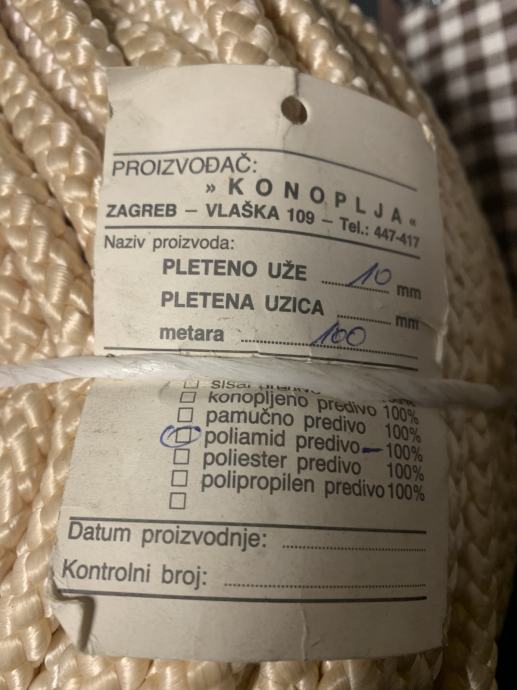 PROIZVOĐAČ:
» KONOPLJA «
ZAGREB – VLAŠKA 109 – Tel.: 447-417
Naziv proizvoda:
PLETENO UŽE 10 mm
PLETENA UZICA mm
metara 100
konopljeno predivo 100%
pamučno predivo 100%
poliamid predivo 100%
poliester predivo 100%
polipropilen predivo 100%
Datum proizvodnje:
Kontrolni broj: